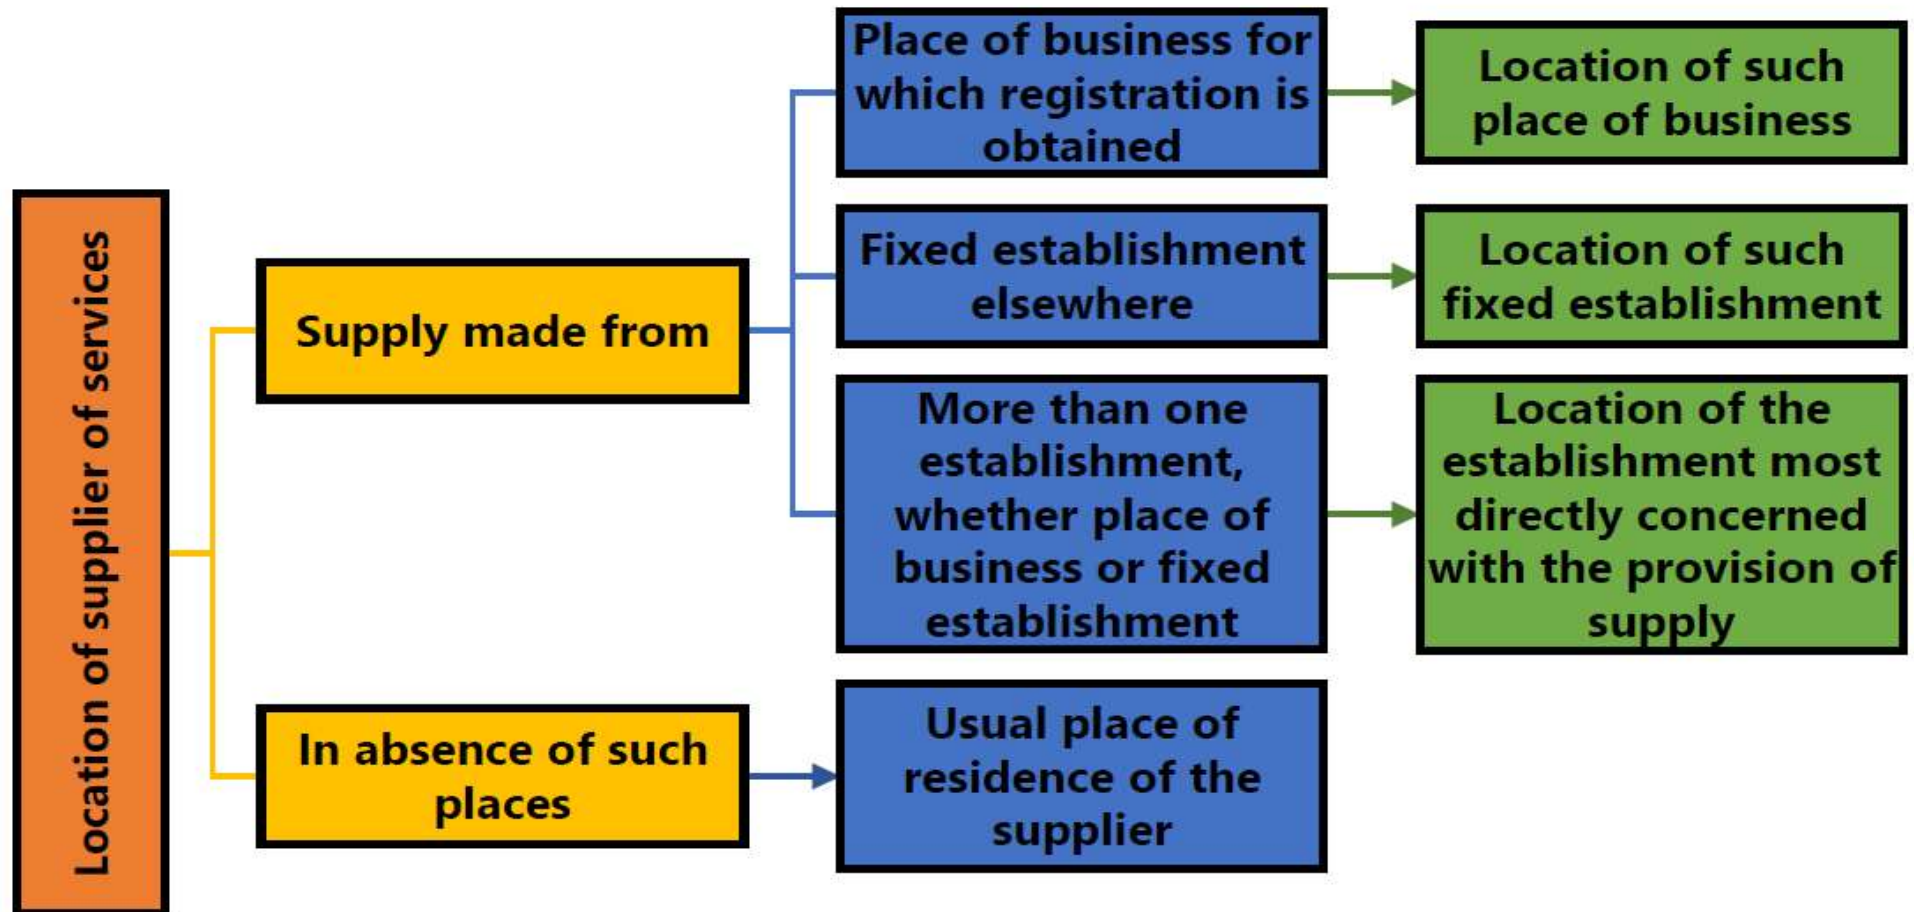 Location of supplier of services
Supply made from
Place of business for
which registration is
obtained
Location of such
place of business
Fixed establishment
elsewhere
Location of such
fixed establishment
More than one
establishment,
whether place of
business or fixed
establishment
Location of the
establishment most
directly concerned
with the provision of
supply
In absence of such
places
Usual place of
residence of the
supplier